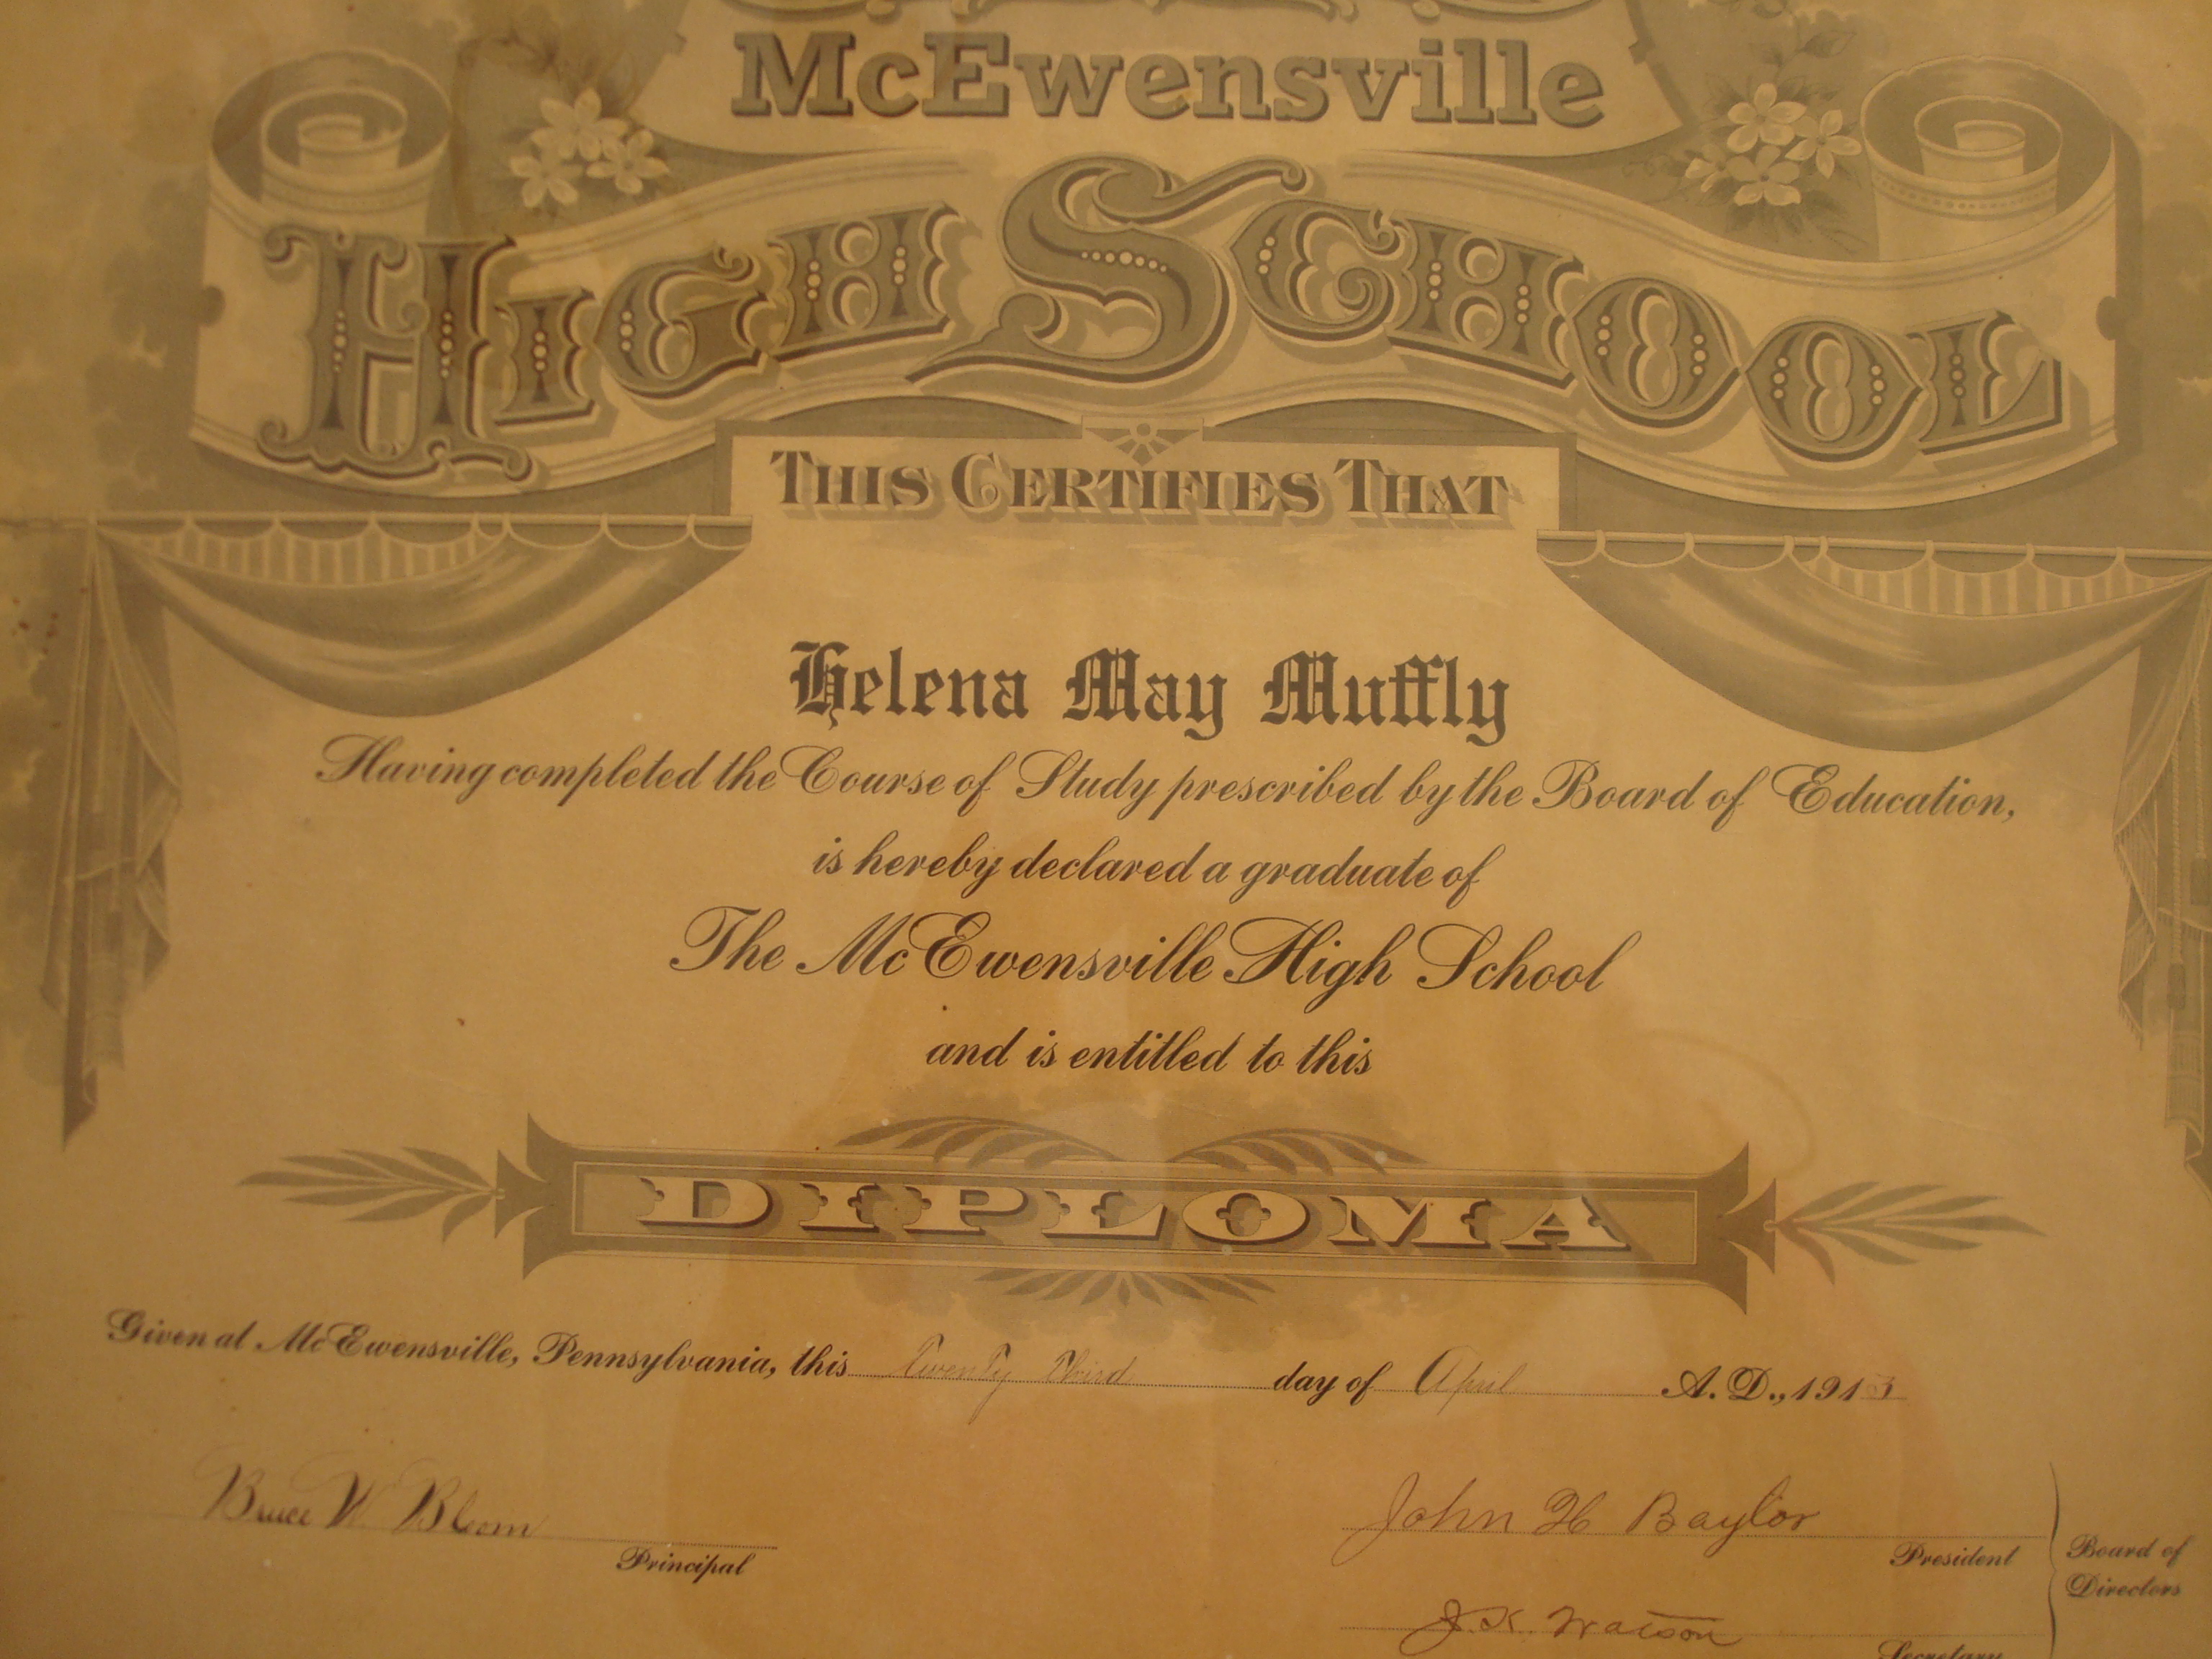 McEwensville
HIGH SCHOOL
THIS CERTIFIES THAT
Helena May Muffly
Having completed the Course of Study prescribed by the Board of Education,
is hereby declared a graduate of
The McEwensville High School
and is entitled to this
DIPLOMA
Given at McEwensville, Pennsylvania, this Twenty Third day of April A. D., 1913
Bruce W Bloom
Principal
John H Baylor
President
Board of
Directors
J. K. Watson
Secretary